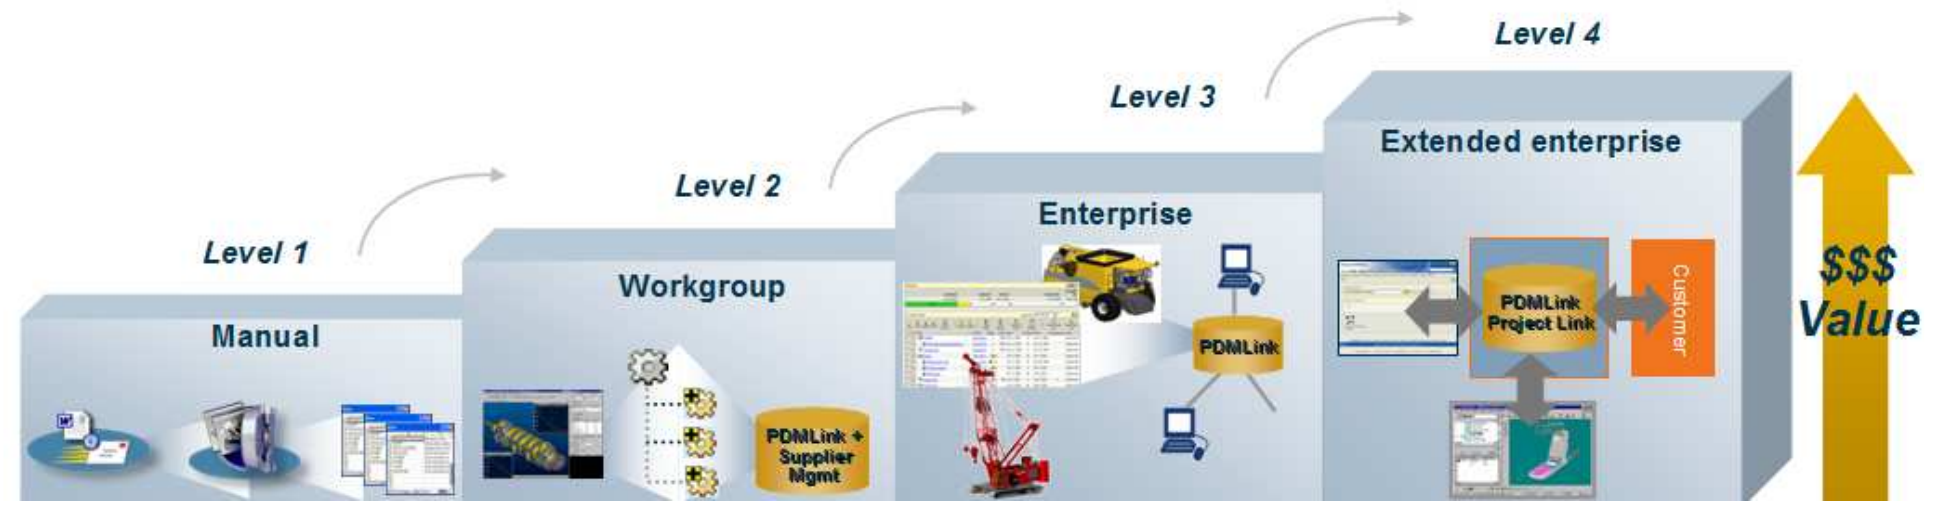 Level 1
Manual
Level 2
Workgroup
PDMLink +
Supplier
Mgmt
Level 3
Enterprise
PDMLink
Level 4
Extended enterprise
PDMLink
Project Link
Customer
$$$
Value